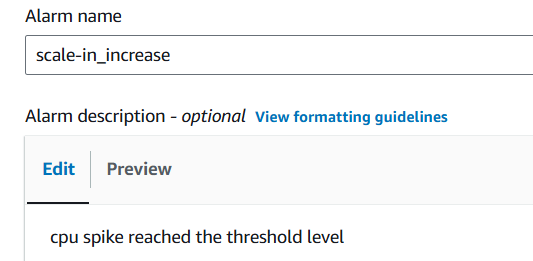 Alarm name
scale-in_increase
Alarm description - optional View formatting guidelines
Edit Preview
cpu spike reached the threshold level